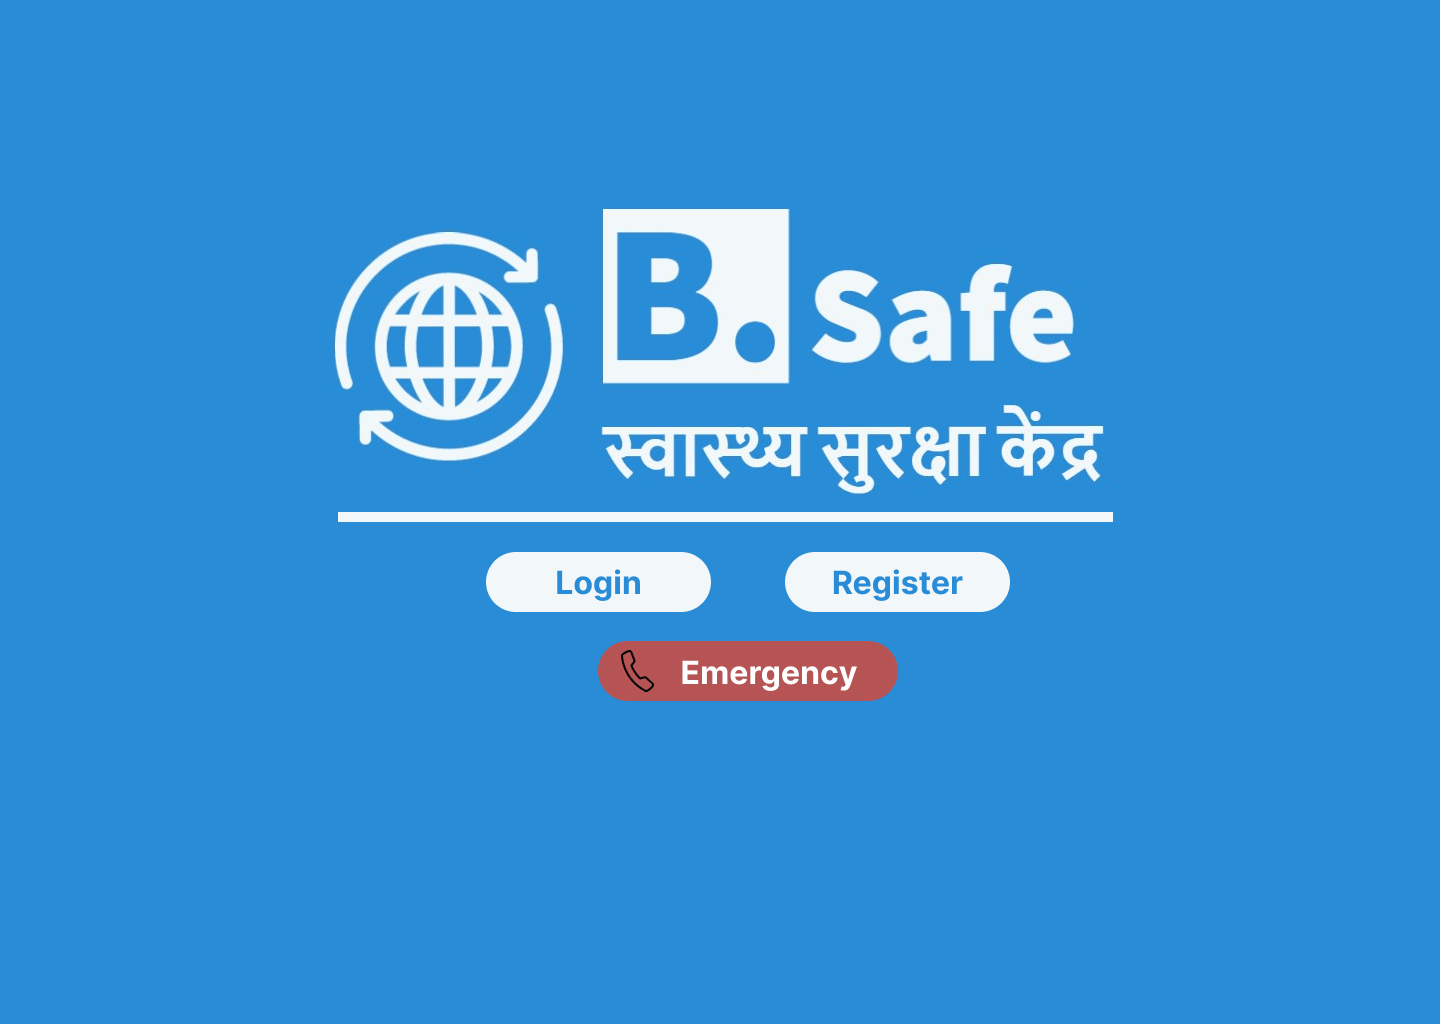 B. Safe
स्वास्थ्य सुरक्षा केंद्र
Login
Register
Emergency